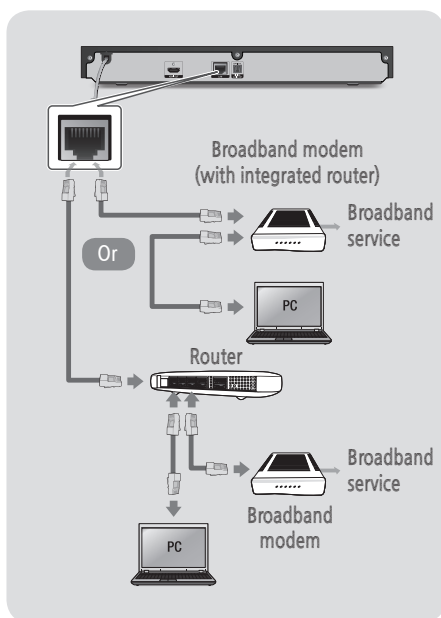 Broadband modem
(with integrated router)
Broadband
service
Or
PC
Router
Broadband
service
Broadband
modem
PC